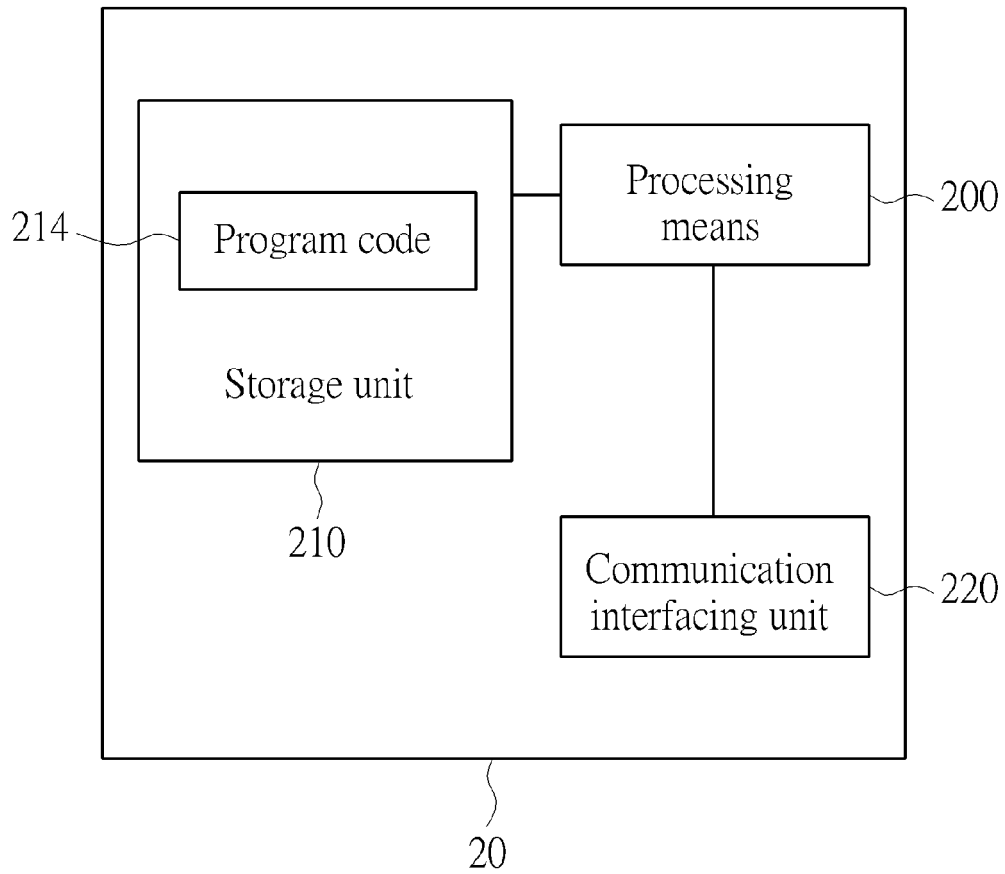 Processing
means
200
214
Program code
Storage unit
210
Communication
interfacing unit
220
20